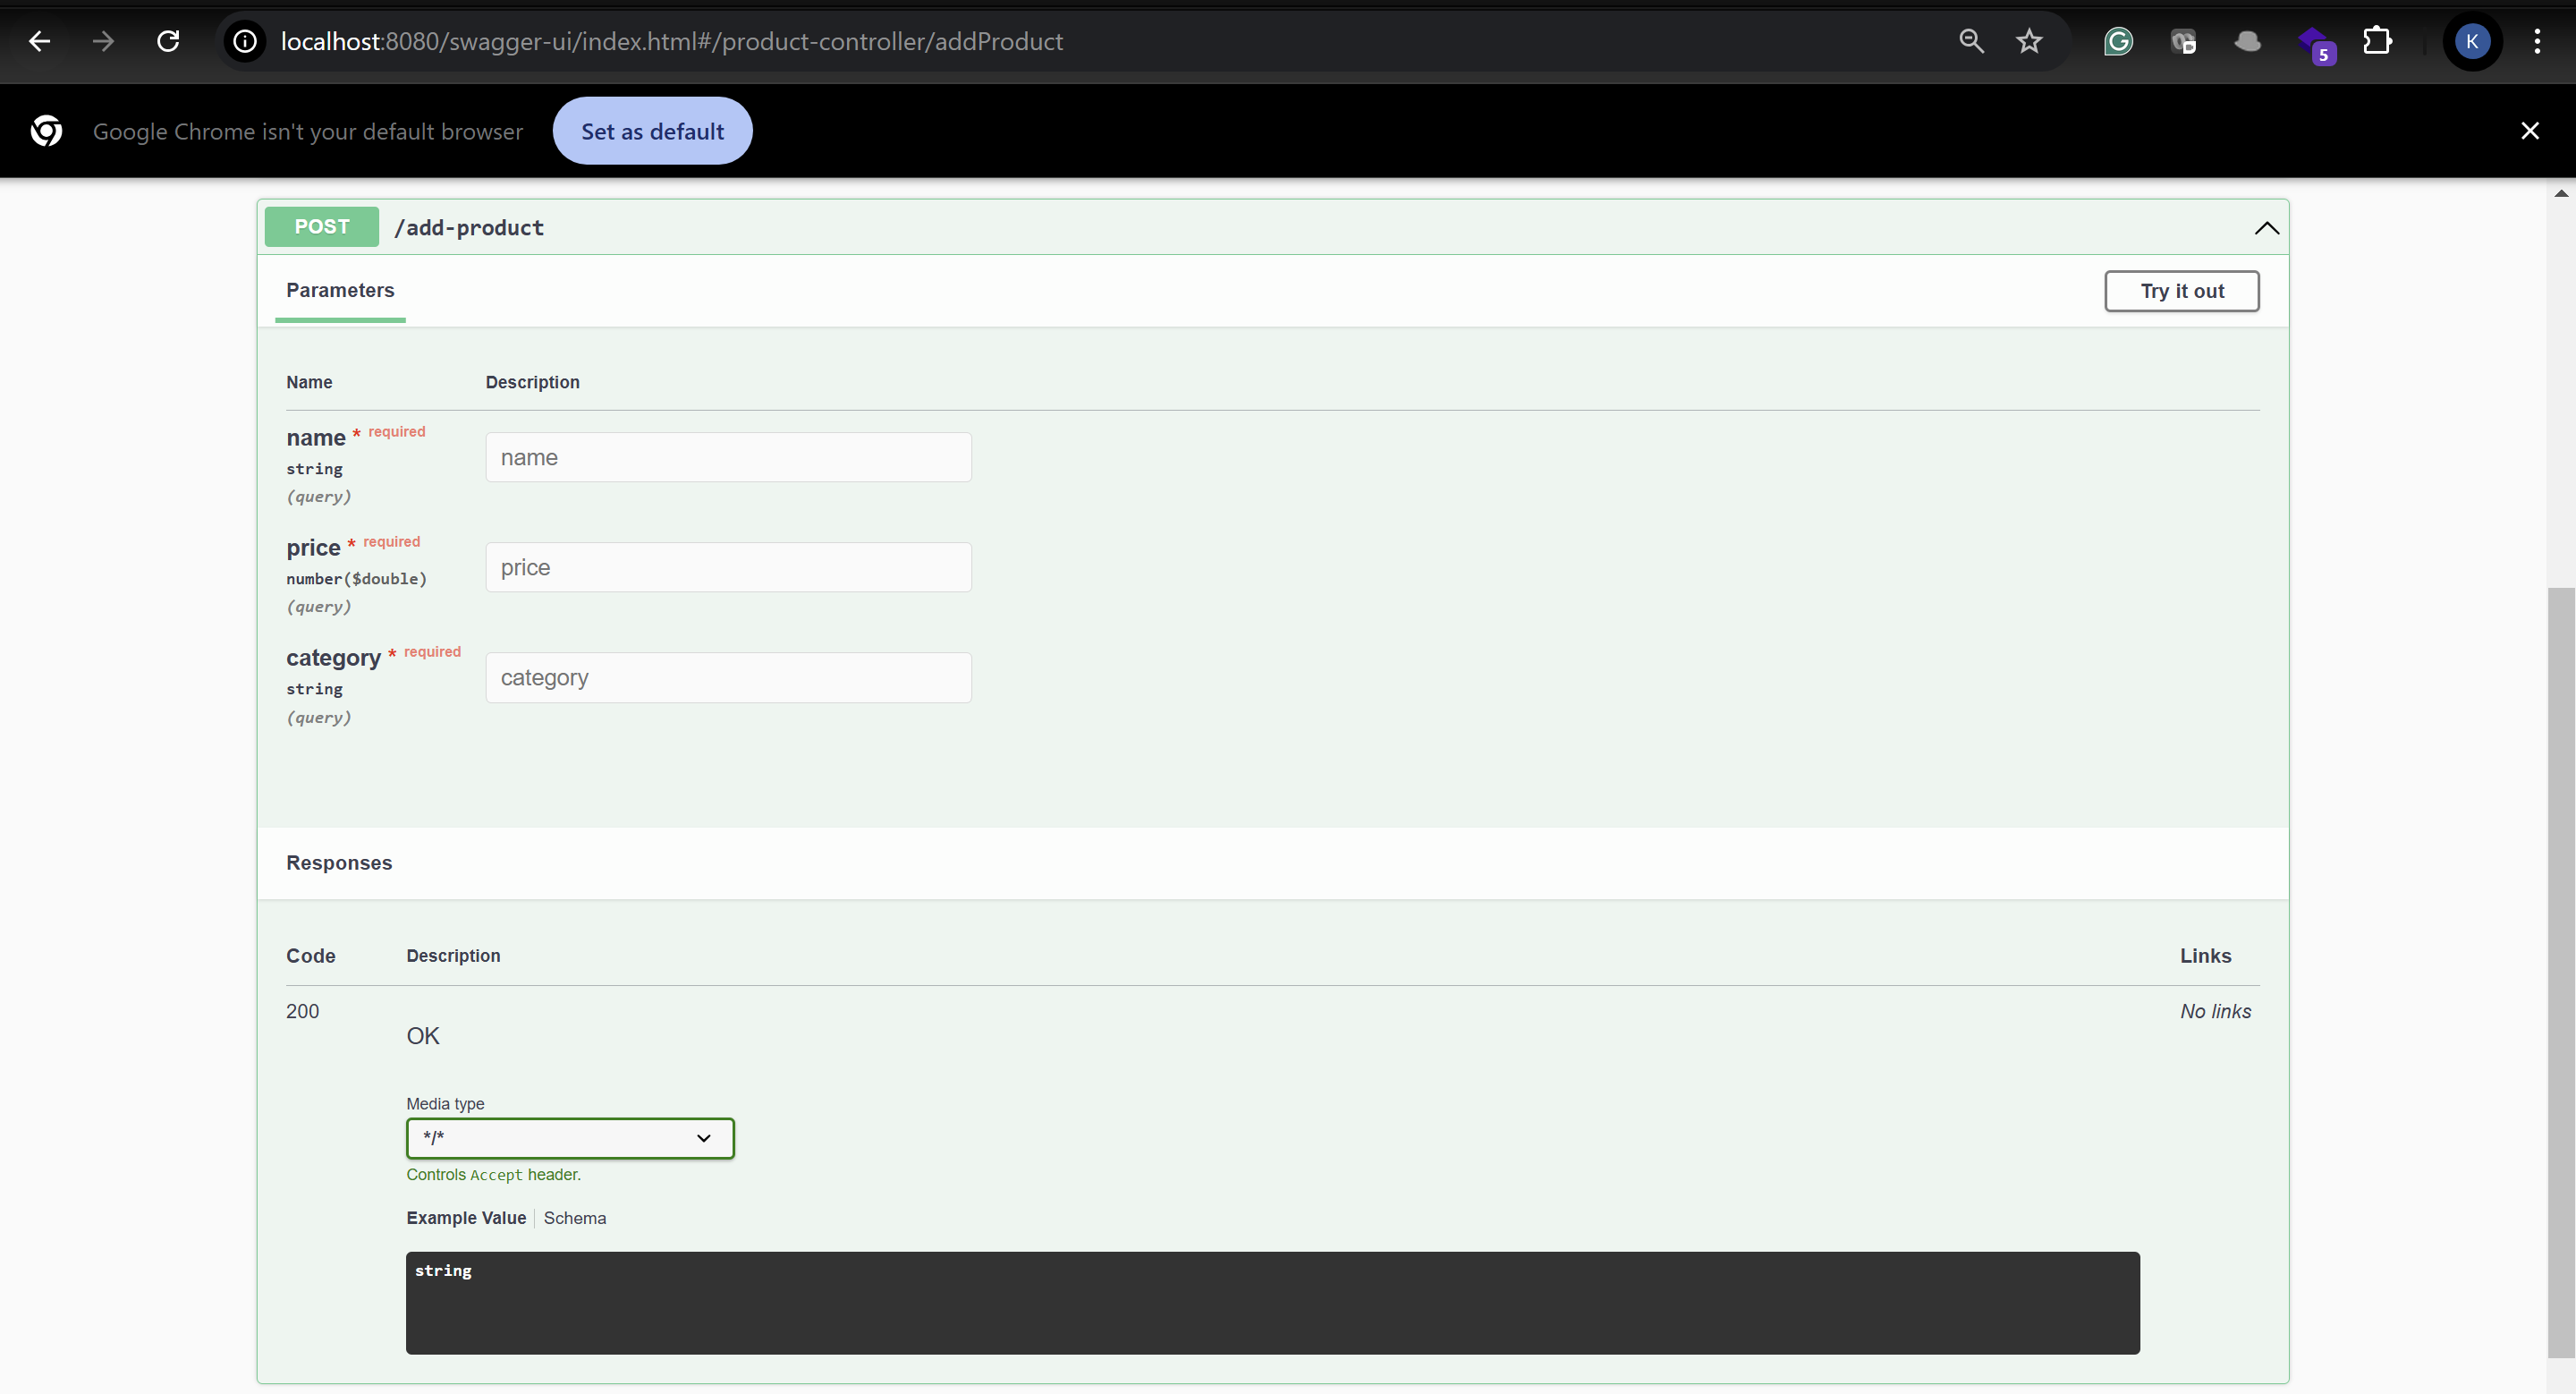 localhost:8080/swagger-ui/index.html#/product-controller/addProduct
5
K
Google Chrome isn't your default browser
Set as default
POST
/add-product
Parameters
Try it out
Name
Description
name * required
string
(query)
name
price * required
number($double)
(query)
price
category * required
string
(query)
category
Responses
Code
Description
Links
200
OK
No links
Media type
*/*
Controls Accept header.
Example Value
Schema
string